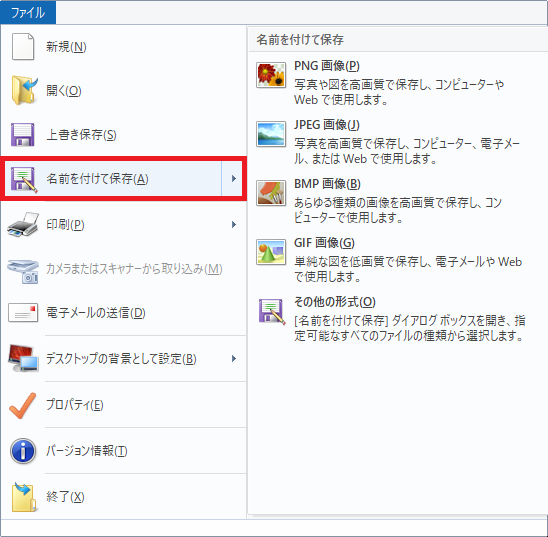 ファイル
新規(N)
開く(O)
上書き保存(S)
名前を付けて保存(A)
印刷(P)
カメラまたはスキャナーから取り込み(M)
電子メールの送信(D)
デスクトップの背景として設定(B)
プロパティ(E)
バージョン情報(T)
終了(X)
名前を付けて保存
PNG 画像(P)
写真や図を高画質で保存し、コンピューターや
Web で使用します。
JPEG 画像(J)
写真を高画質で保存し、コンピューター、電子メー
ル、または Web で使用します。
BMP 画像(B)
あらゆる種類の画像を高画質で保存し、コン
ピューターで使用します。
GIF 画像(G)
単純な図を低画質で保存し、電子メールや Web
で使用します。
その他の形式(O)
[名前を付けて保存] ダイアログ ボックスを開き、指
定可能なすべてのファイルの種類から選択します。